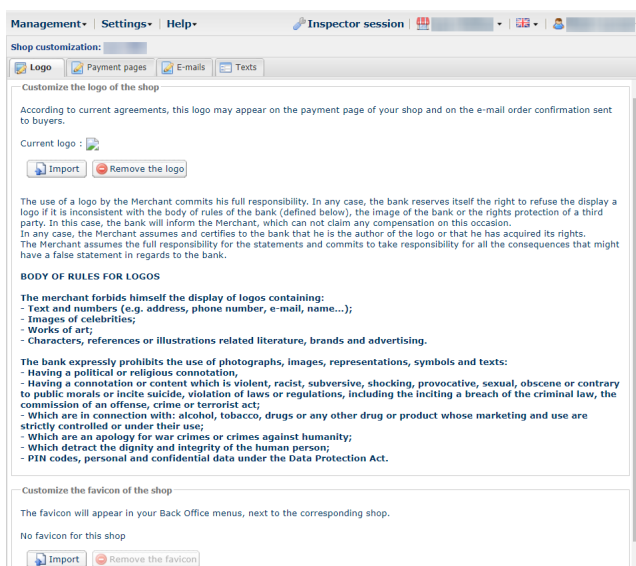 Management Settings Help Inspector session
Shop customization:
Logo Payment pages E-mails Texts
Customize the logo of the shop
According to current agreements, this logo may appear on the payment page of your shop and on the e-mail order confirmation sent
to buyers.
Current logo :
Import Remove the logo
The use of a logo by the Merchant commits his full responsibility. In any case, the bank reserves itself the right to refuse the display a
logo if it is inconsistent with the body of rules of the bank (defined below), the image of the bank or the rights protection of a third
party. In this case, the bank will inform the Merchant, which can not claim any compensation on this occasion.
In any case, the Merchant assumes and certifies to the bank that he is the author of the logo or that he has acquired its rights.
The Merchant assumes the full responsibility for the statements and commits to take responsibility for all the consequences that might
have a false statement in regards to the bank.
BODY OF RULES FOR LOGOS
The merchant forbids himself the display of logos containing:
- Text and numbers (e.g. address, phone number, e-mail, name...);
- Images of celebrities;
- Works of art;
- Characters, references or illustrations related literature, brands and advertising.
The bank expressly prohibits the use of photographs, images, representations, symbols and texts:
- Having a political or religious connotation,
- Having a connotation or content which is violent, racist, subversive, shocking, provocative, sexual, obscene or contrary
to public morals or incite suicide, violation of laws or regulations, including the inciting a breach of the criminal law, the
commission of an offense, crime or terrorist act;
- Which are in connection with: alcohol, tobacco, drugs or any other drug or product whose marketing and use are
strictly controlled or under their use;
- Which are an apology for war crimes or crimes against humanity;
- Which detract the dignity and integrity of the human person;
- PIN codes, personal and confidential data under the Data Protection Act.
Customize the favicon of the shop
The favicon will appear in your Back Office menus, next to the corresponding shop.
No favicon for this shop
Import Remove the favicon